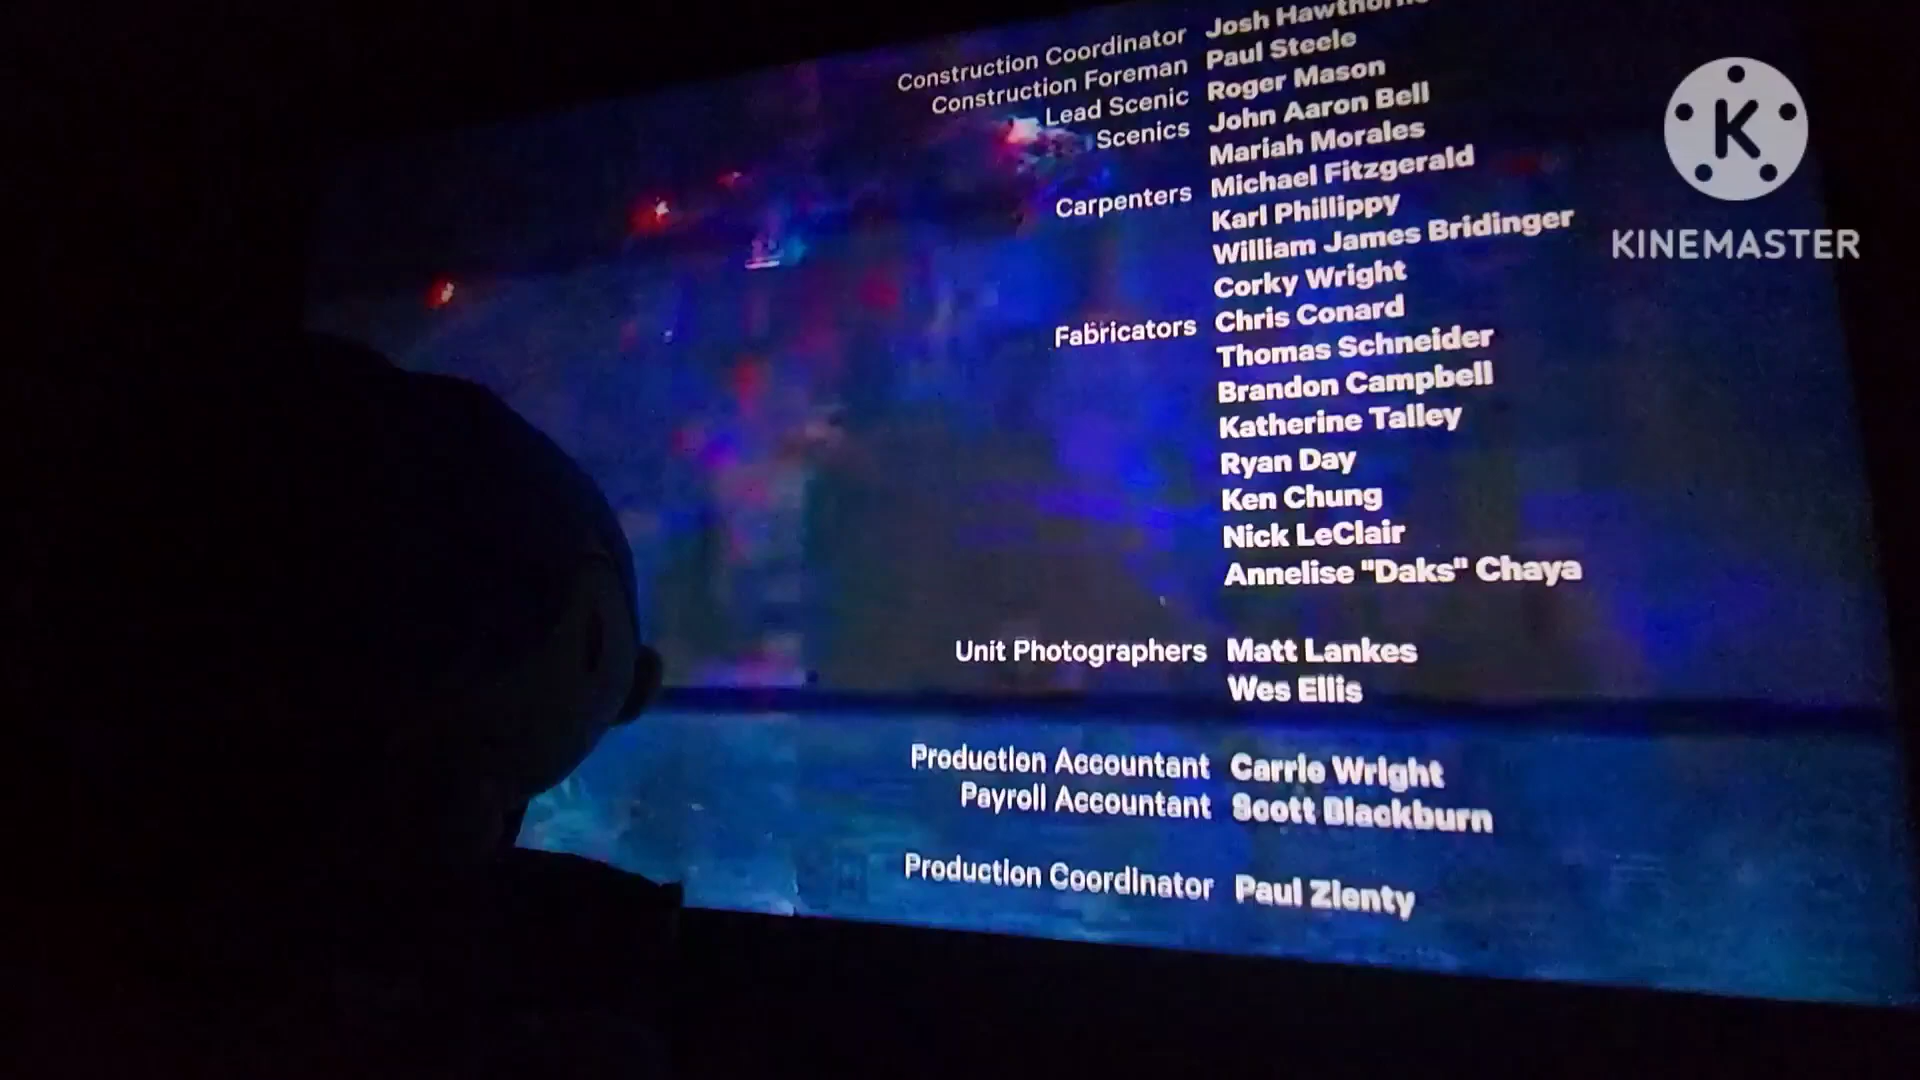 Construction Coordinator Josh Hawthorne
Construction Foreman Paul Steele
Lead Scenic Roger Mason
Scenics John Aaron Bell
Mariah Morales
Carpenters Michael Fitzgerald
Karl Phillippy
William James Bridinger
Corky Wright
Fabricators Chris Conard
Thomas Schneider
Brandon Campbell
Katherine Talley
Ryan Day
Ken Chung
Nick LeClair
Annelise "Daks" Chaya
Unit Photographers Matt Lankes
Wes Ellis
Production Accountant Carrie Wright
Payroll Accountant Scott Blackburn
Production Coordinator Paul Zienty
K
KINEMASTER